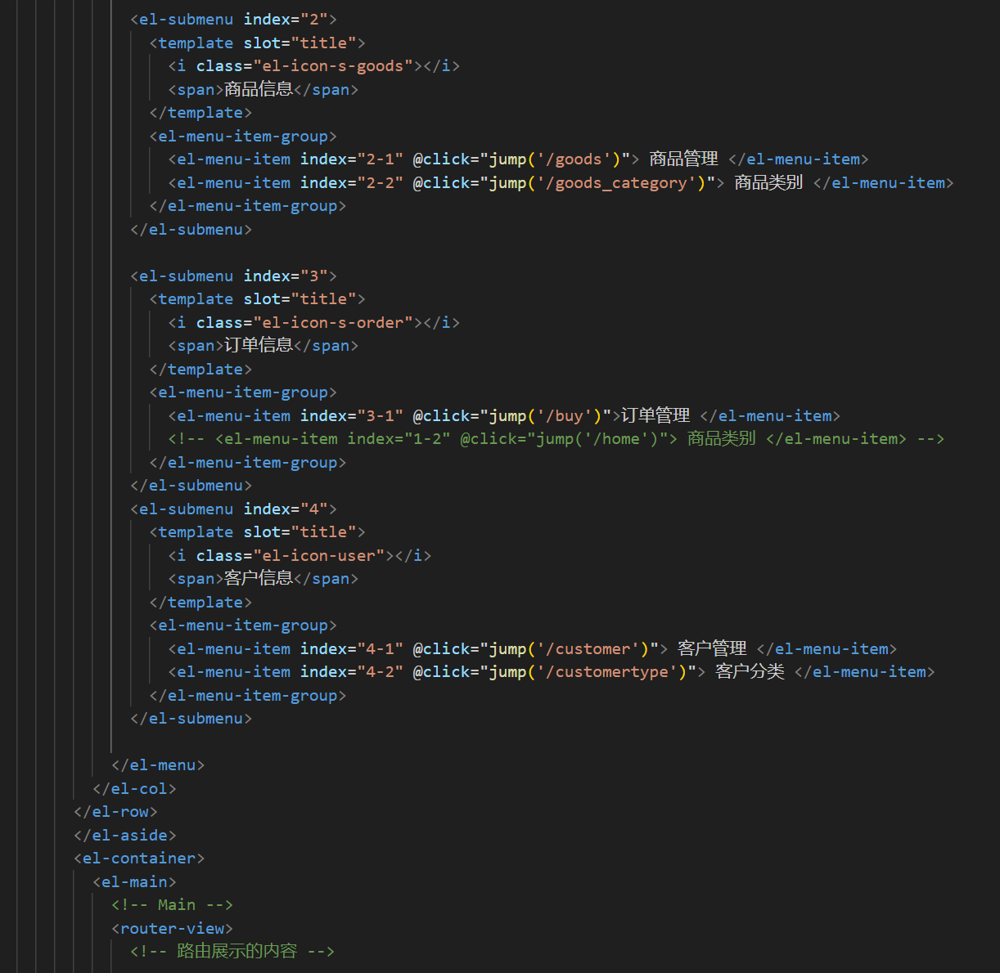 <el-submenu index="2">
<template slot="title">
<i class="el-icon-s-goods"></i>
<span>商品信息</span>
</template>
<el-menu-item-group>
<el-menu-item index="2-1" @click="jump('/goods')"> 商品管理 </el-menu-item>
<el-menu-item index="2-2" @click="jump('/goods_category')"> 商品类别 </el-menu-item>
</el-menu-item-group>
</el-submenu>
<el-submenu index="3">
<template slot="title">
<i class="el-icon-s-order"></i>
<span>订单信息</span>
</template>
<el-menu-item-group>
<el-menu-item index="3-1" @click="jump('/buy')">订单管理 </el-menu-item>
<!-- <el-menu-item index="1-2" @click="jump('/home')"> 商品类别 </el-menu-item> -->
</el-menu-item-group>
</el-submenu>
<el-submenu index="4">
<template slot="title">
<i class="el-icon-user"></i>
<span>客户信息</span>
</template>
<el-menu-item-group>
<el-menu-item index="4-1" @click="jump('/customer')"> 客户管理 </el-menu-item>
<el-menu-item index="4-2" @click="jump('/customertype')"> 客户分类 </el-menu-item>
</el-menu-item-group>
</el-submenu>
</el-menu>
</el-col>
</el-row>
</el-aside>
<el-container>
<el-main>
<!-- Main -->
<router-view>
<!-- 路由展示的内容 -->